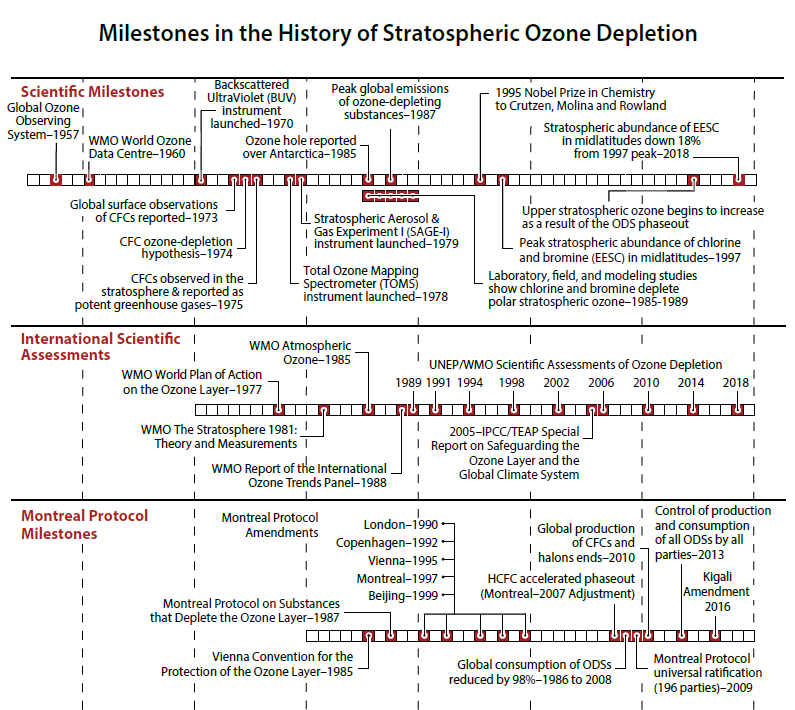 Milestones in the History of Stratospheric Ozone Depletion
Scientific Milestones
Global Ozone
Observing
System–1957
WMO World Ozone
Data Centre–1960
Backscattered
UltraViolet (BUV)
instrument
launched–1970
Ozone hole reported
over Antarctica–1985
Peak global emissions
of ozone-depleting
substances–1987
1995 Nobel Prize in Chemistry
to Crutzen, Molina and Rowland
Stratospheric abundance of EESC
in midlatitudes down 18%
from 1997 peak–2018
Global surface observations
of CFCs reported–1973
CFC ozone-depletion
hypothesis–1974
CFCs observed in the
stratosphere & reported as
potent greenhouse gases–1975
Stratospheric Aerosol &
Gas Experiment I (SAGE-I)
instrument launched–1979
Total Ozone Mapping
Spectrometer (TOMS)
instrument launched–1978
Upper stratospheric ozone begins to increase
as a result of the ODS phaseout
Peak stratospheric abundance of chlorine
and bromine (EESC) in midlatitudes–1997
Laboratory, field, and modeling studies
show chlorine and bromine deplete
polar stratospheric ozone–1985-1989
International Scientific
Assessments
WMO Atmospheric
Ozone–1985
WMO World Plan of Action
on the Ozone Layer–1977
UNEP/WMO Scientific Assessments of Ozone Depletion
1989 1991 1994 1998 2002 2006 2010 2014 2018
WMO The Stratosphere 1981:
Theory and Measurements
WMO Report of the International
Ozone Trends Panel–1988
2005–IPCC/TEAP Special
Report on Safeguarding the
Ozone Layer and the
Global Climate System
Montreal Protocol
Milestones
Montreal Protocol
Amendments
London–1990
Copenhagen–1992
Vienna–1995
Montreal–1997
Beijing–1999
Global production
of CFCs and
halons ends–2010
Control of production
and consumption
of all ODSs by all
parties–2013
HCFC accelerated phaseout
(Montreal–2007 Adjustment)
Kigali
Amendment
2016
Montreal Protocol on Substances
that Deplete the Ozone Layer–1987
Vienna Convention for the
Protection of the Ozone Layer–1985
Global consumption of ODSs
reduced by 98%–1986 to 2008
Montreal Protocol
universal ratification
(196 parties)–2009